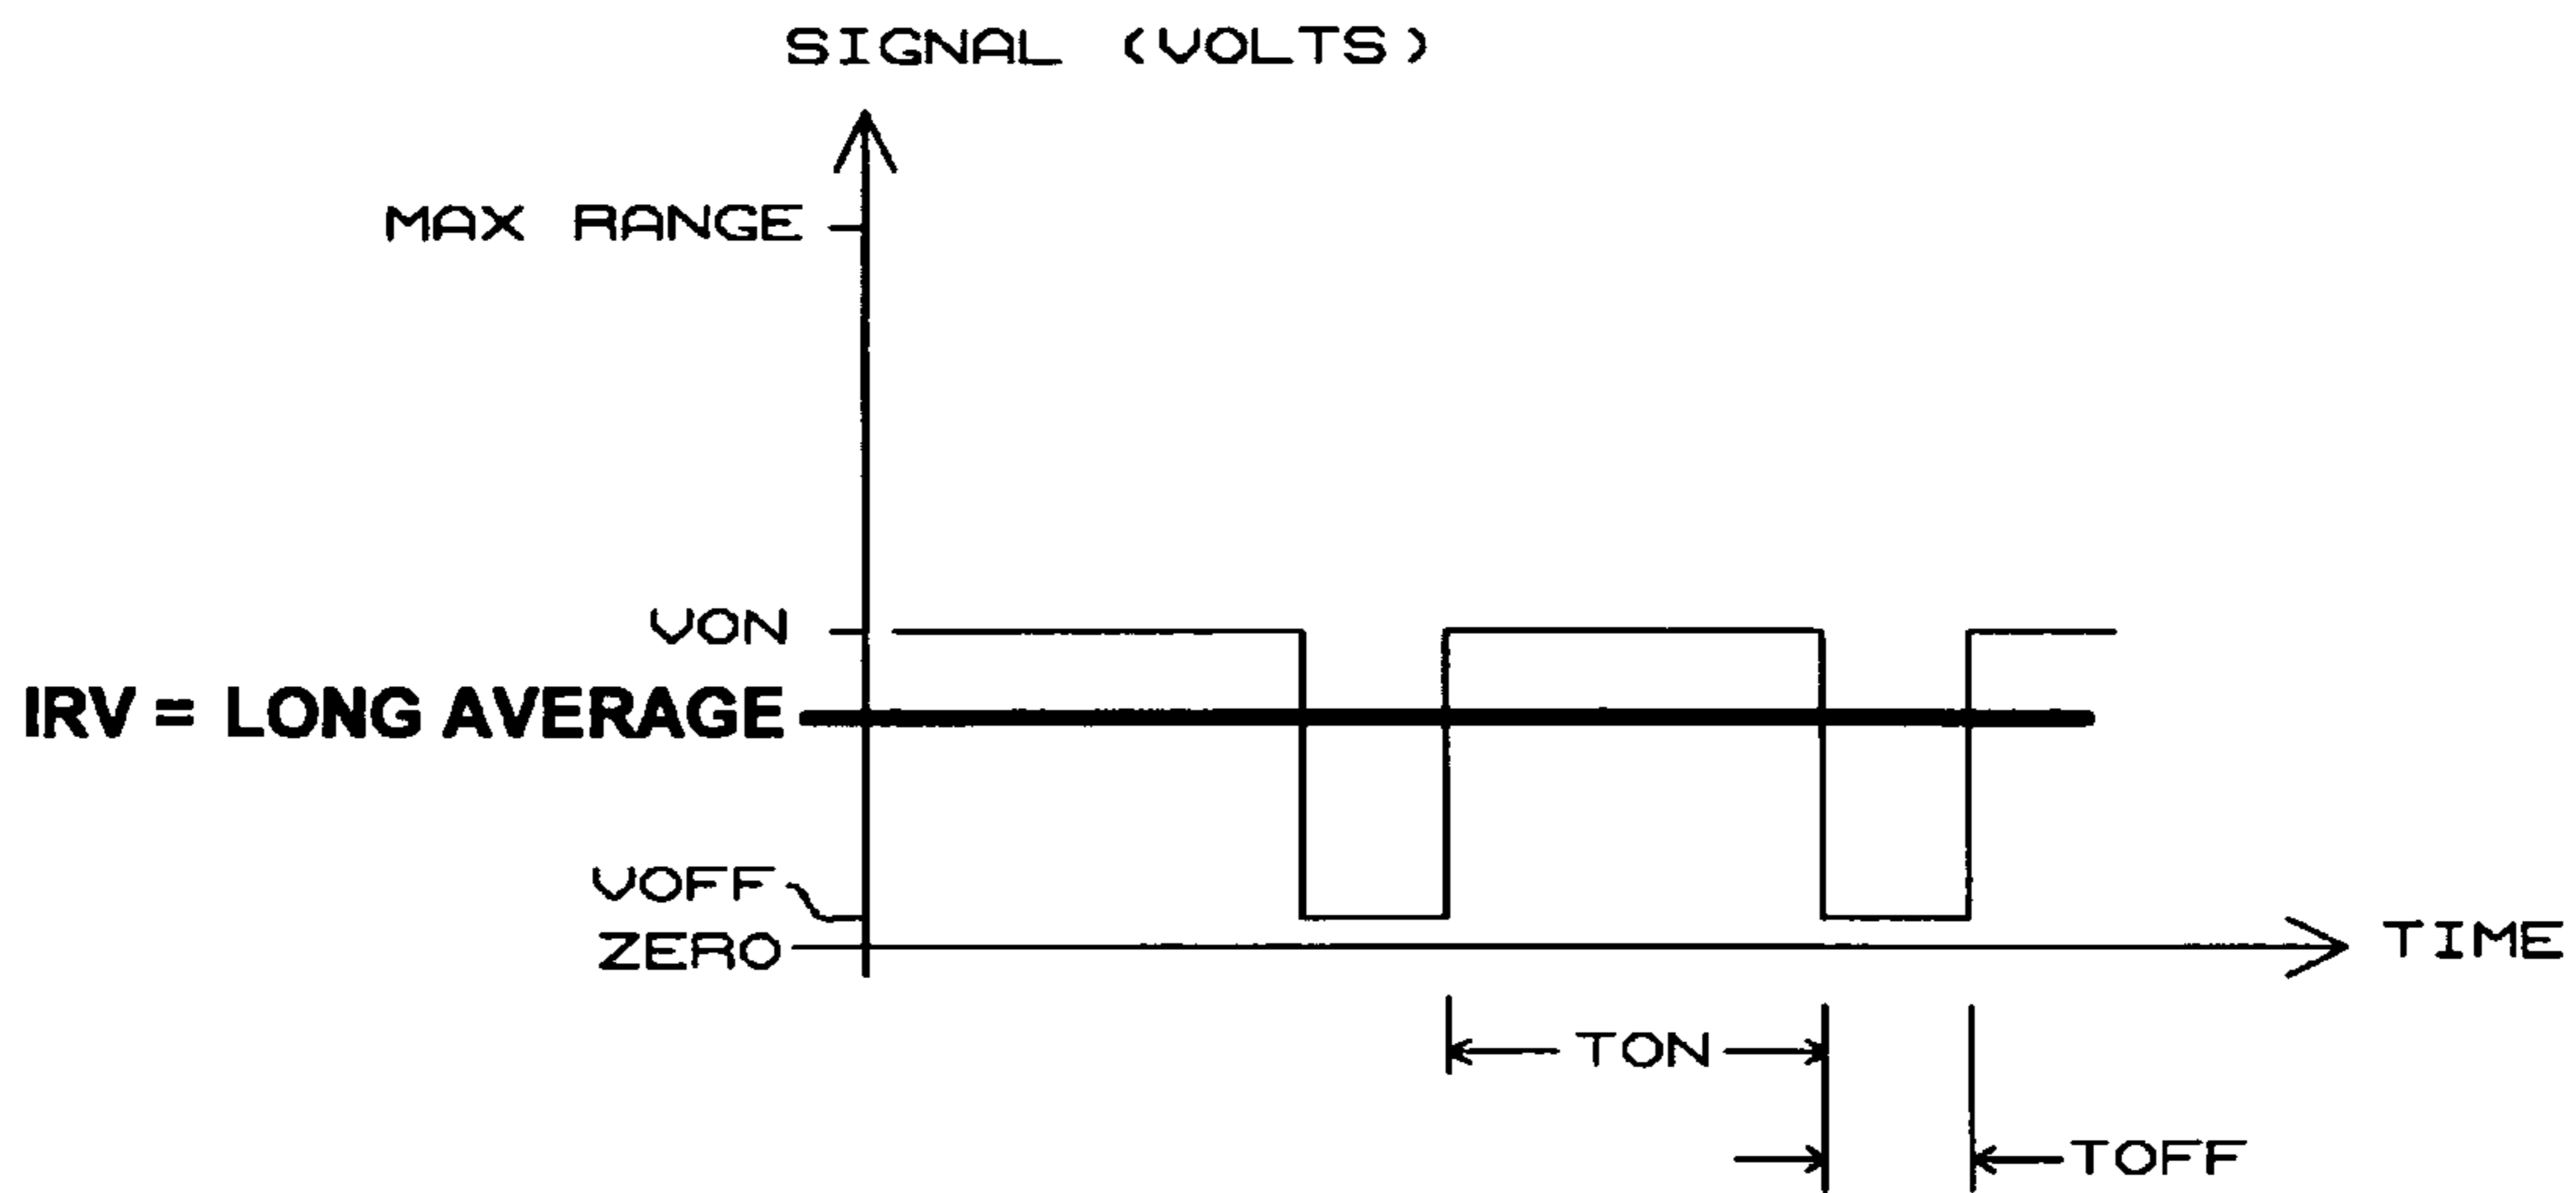 SIGNAL (VOLTS)
MAX RANGE
VON
IRV = LONG AVERAGE
VOFF
ZERO
TIME
TON
TOFF